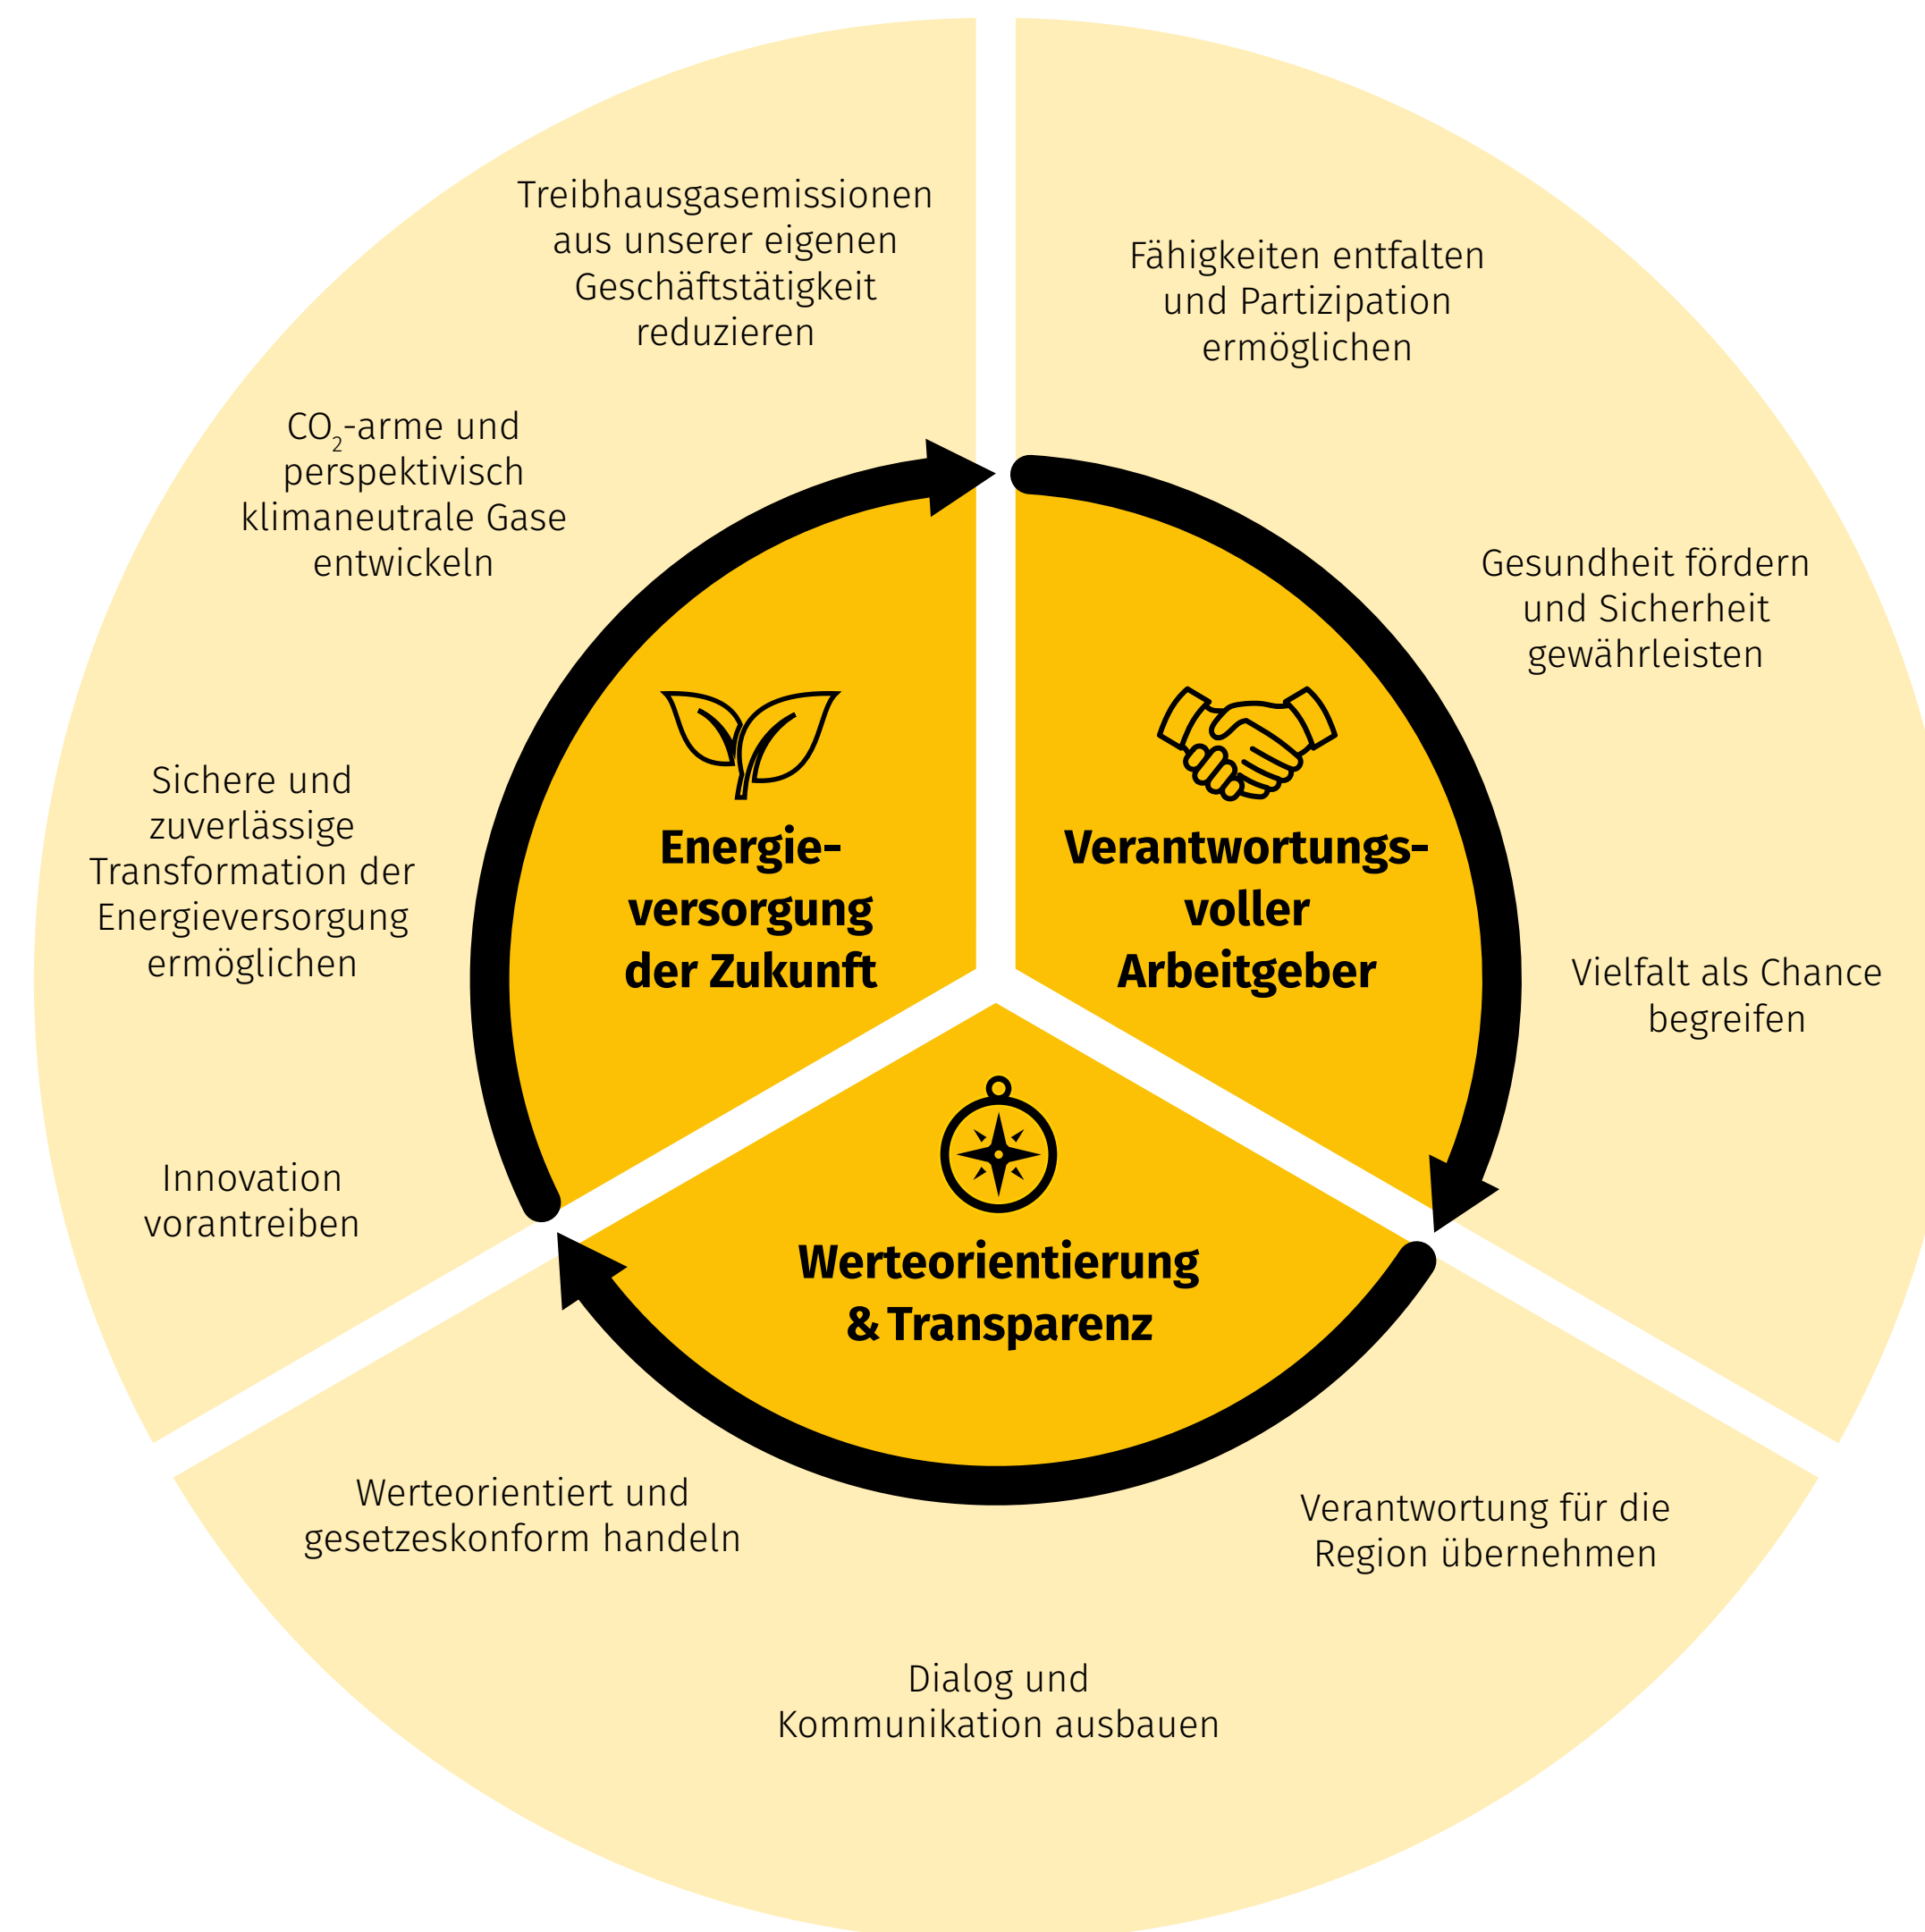 Treibhausgasemissionen
aus unserer eigenen
Geschäftstätigkeit
reduzieren
CO₂-arme und
perspektivisch
klimaneutrale Gase
entwickeln
Sichere und
zuverlässige
Transformation der
Energieversorgung
ermöglichen
Innovation
vorantreiben
Energie-
versorgung
der Zukunft
Fähigkeiten entfalten
und Partizipation
ermöglichen
Gesundheit fördern
und Sicherheit
gewährleisten
Vielfalt als Chance
begreifen
Verantwortungs-
voller
Arbeitgeber
Werteorientierung
& Transparenz
Werteorientiert und
gesetzeskonform handeln
Dialog und
Kommunikation ausbauen
Verantwortung für die
Region übernehmen